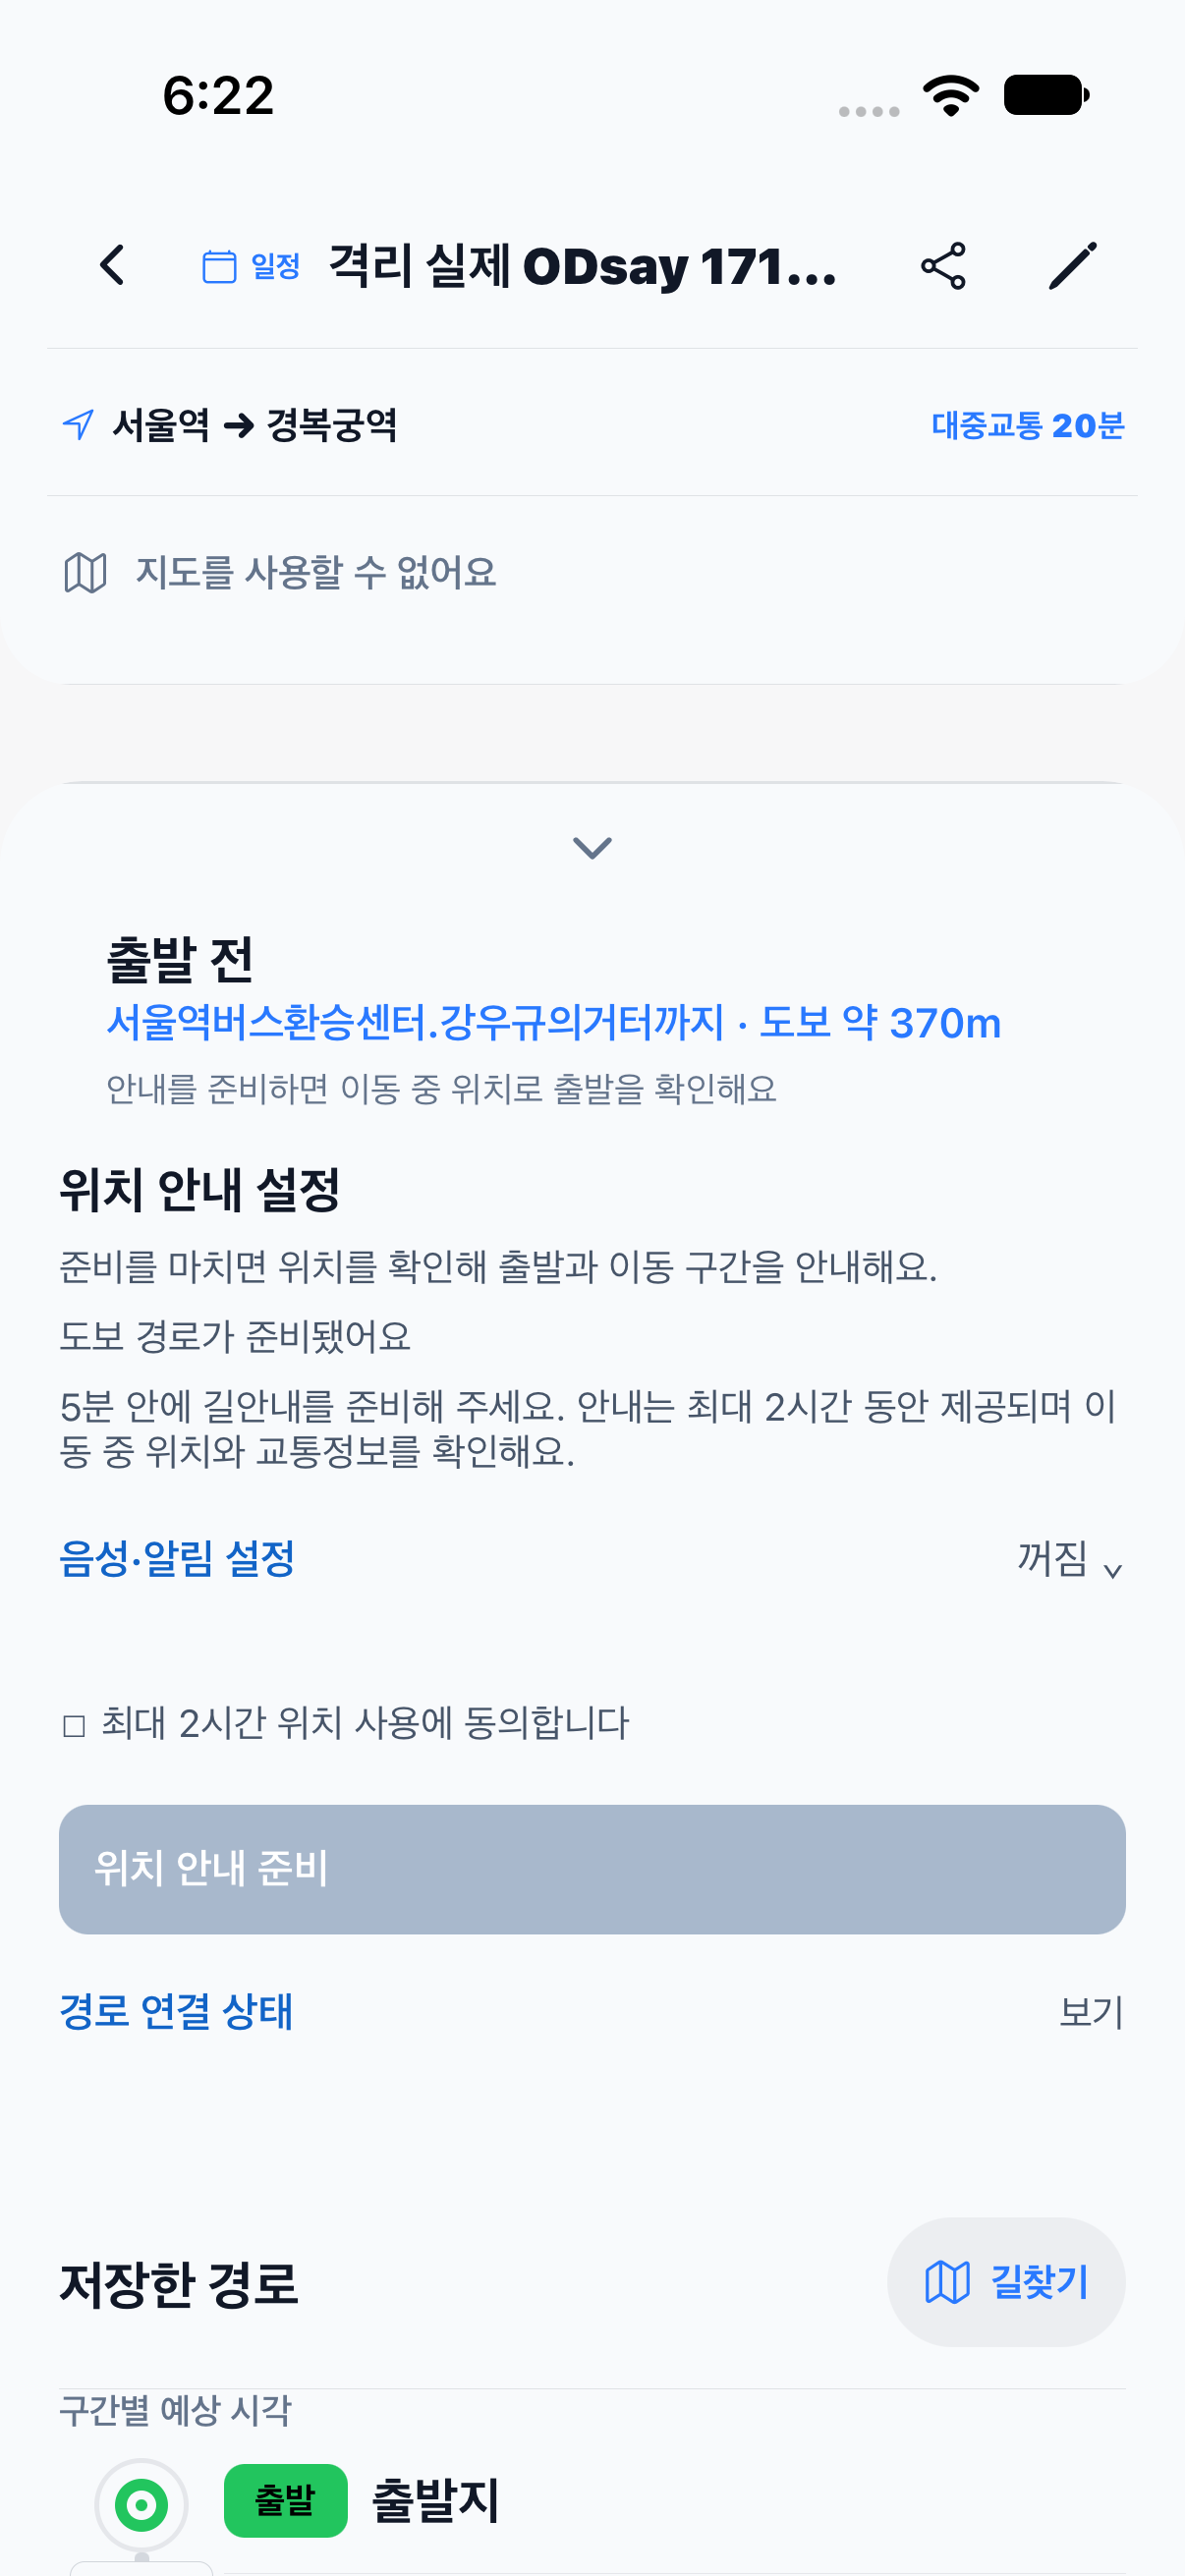 6:22
일정 격리 실제 ODsay 171...
서울역 → 경복궁역
대중교통 20분
지도를 사용할 수 없어요
출발 전
서울역버스환승센터.강우규의거터까지 · 도보 약 370m
안내를 준비하면 이동 중 위치로 출발을 확인해요
위치 안내 설정
준비를 마치면 위치를 확인해 출발과 이동 구간을 안내해요.
도보 경로가 준비됐어요
5분 안에 길안내를 준비해 주세요. 안내는 최대 2시간 동안 제공되며 이
동 중 위치와 교통정보를 확인해요.
음성·알림 설정
꺼짐
최대 2시간 위치 사용에 동의합니다
위치 안내 준비
경로 연결 상태
보기
저장한 경로
길찾기
구간별 예상 시각
출발 출발지